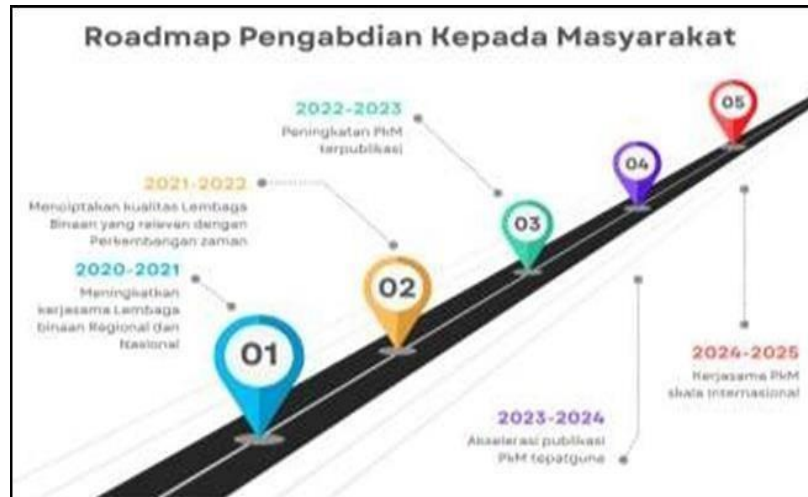 Roadmap Pengabdian Kepada Masyarakat
05
2022-2023
Peningkatan PkM
terpublikasi
04
2021-2022
Menciptakan kualitas Lembaga
Binaan yang relevan dengan
Perkembangan zaman
03
2020-2021
Meningkatkan
kerjasama Lembaga
binaan Regional dan
Nasional
02
01
2024-2025
Kerjasama PkM
skala Internasional
2023-2024
Akselerasi publikasi
PkM tepatguna